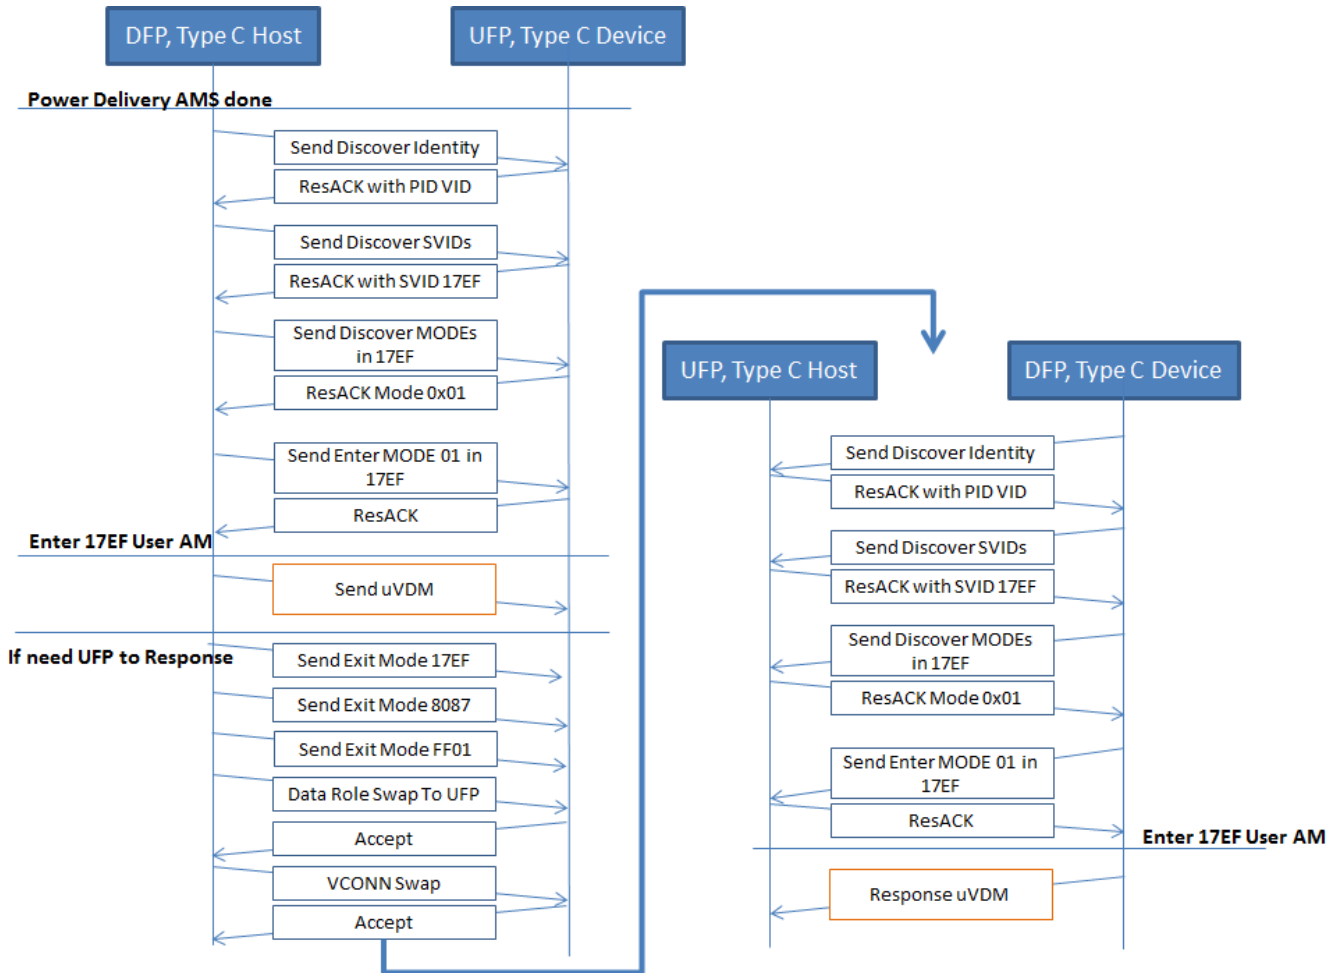 DFP, Type C Host
UFP, Type C Device
Power Delivery AMS done
Send Discover Identity
ResACK with PID VID
Send Discover SVIDs
ResACK with SVID 17EF
Send Discover MODEs
in 17EF
ResACK Mode 0x01
Send Enter MODE 01 in
17EF
ResACK
Enter 17EF User AM
Send uVDM
If need UFP to Response
Send Exit Mode 17EF
Send Exit Mode 8087
Send Exit Mode FF01
Data Role Swap To UFP
Accept
VCONN Swap
Accept
UFP, Type C Host
DFP, Type C Device
Send Discover Identity
ResACK with PID VID
Send Discover SVIDs
ResACK with SVID 17EF
Send Discover MODEs
in 17EF
ResACK Mode 0x01
Send Enter MODE 01 in
17EF
ResACK
Enter 17EF User AM
Response uVDM